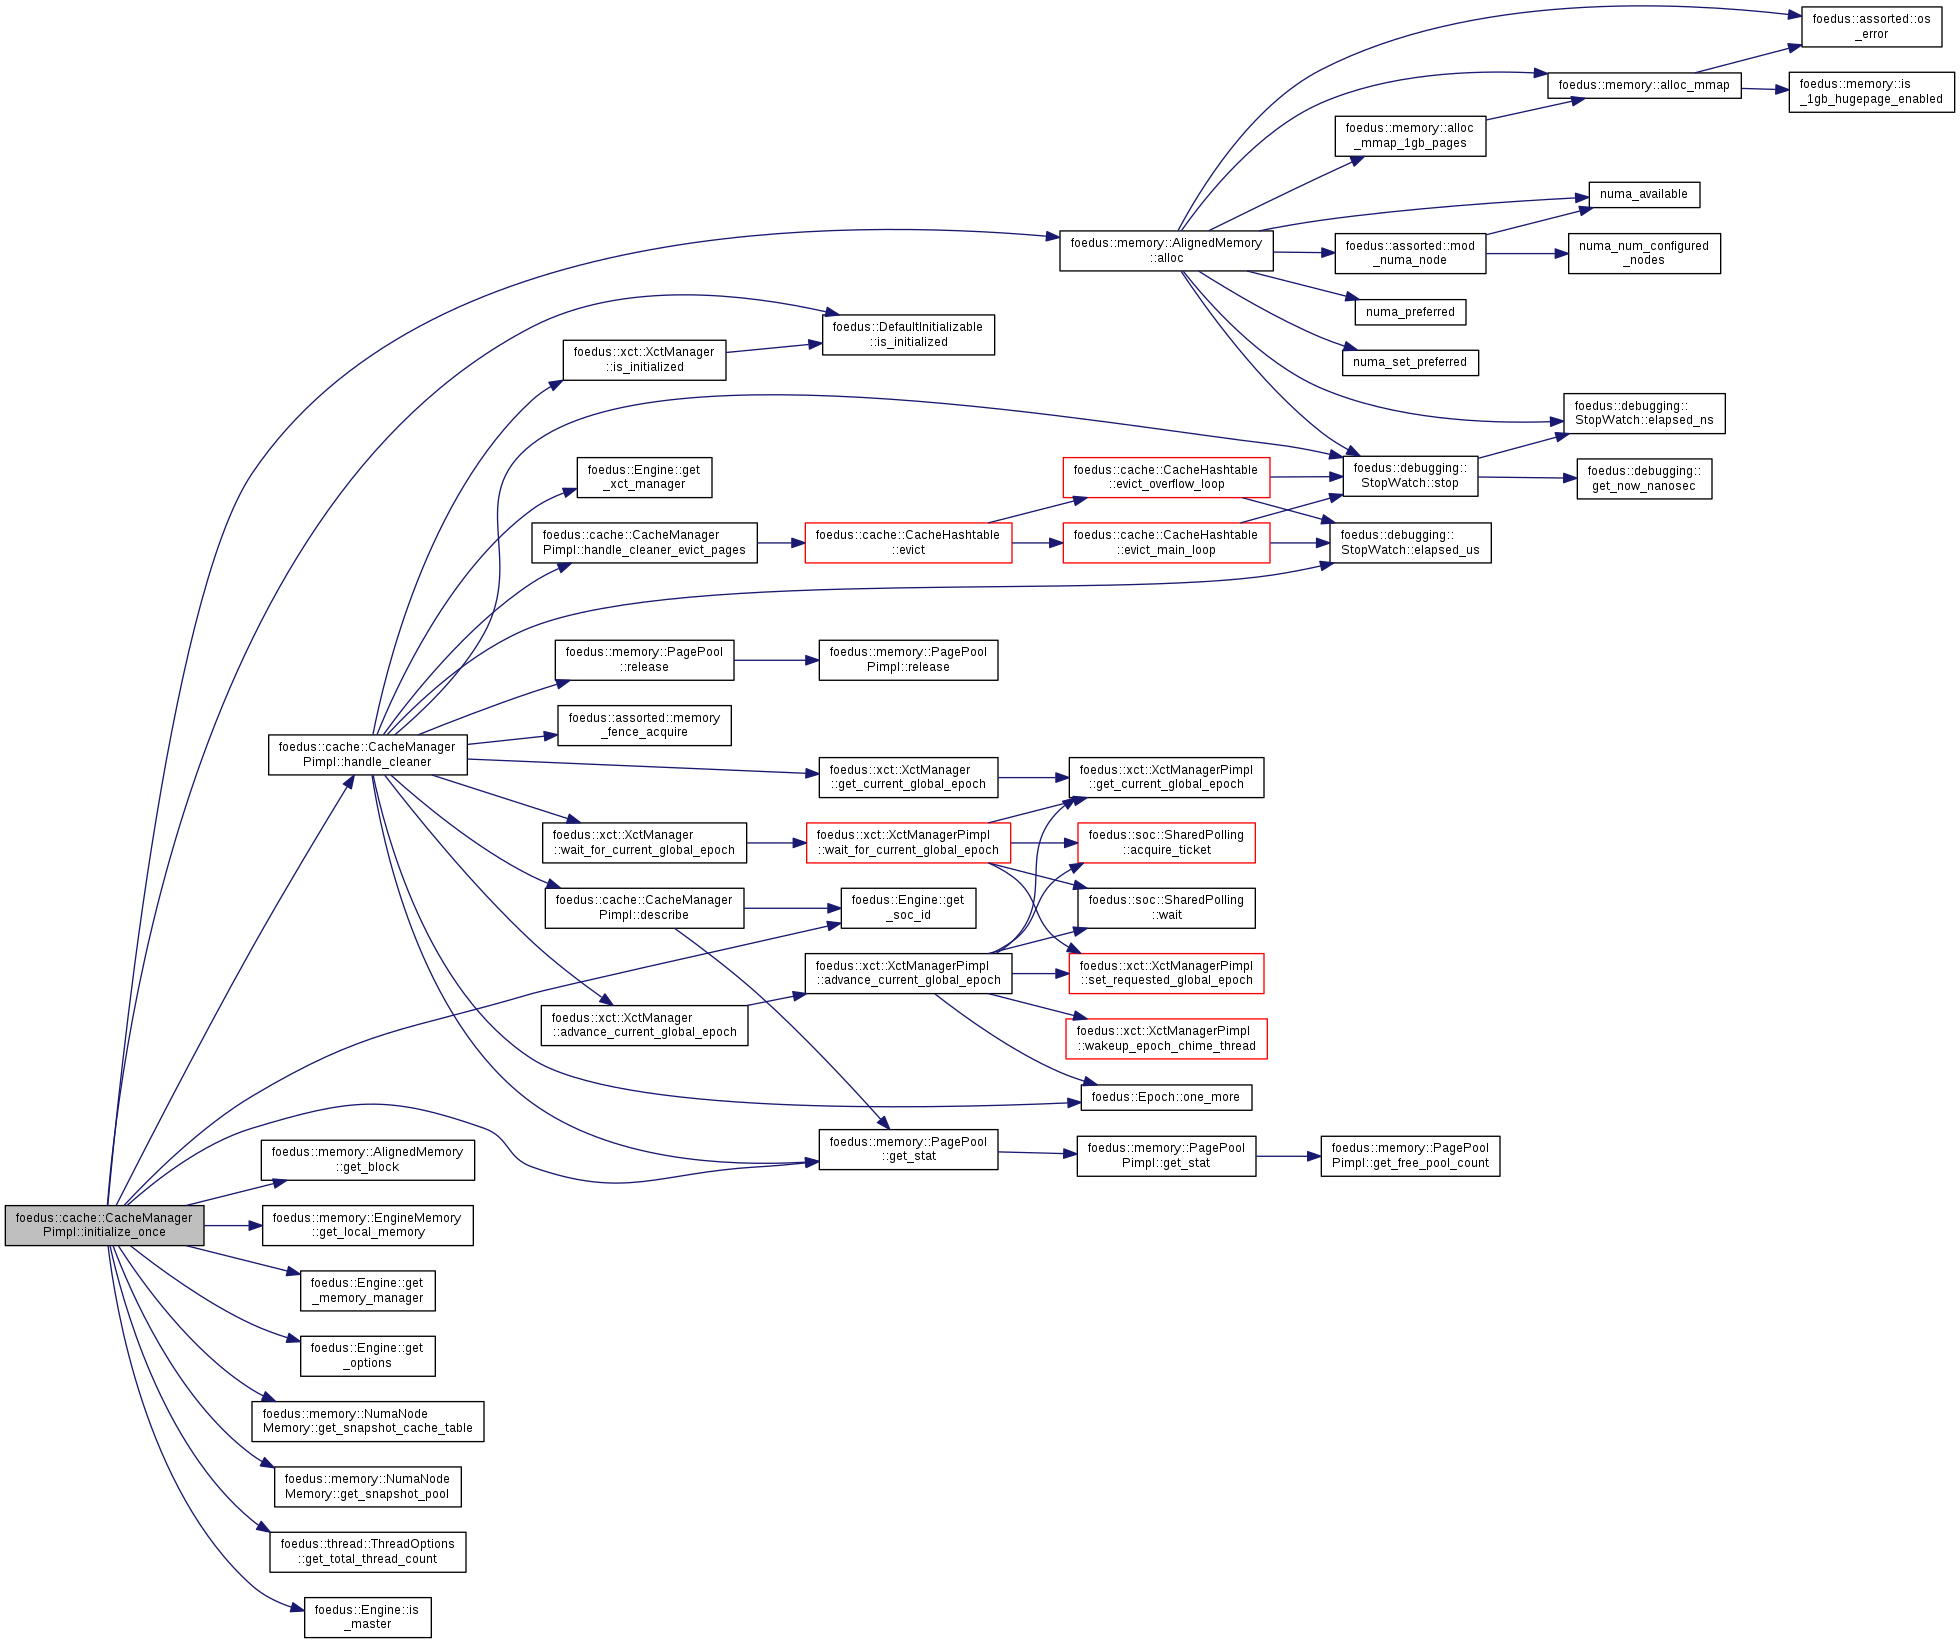 foedus::assorted::os
_error
foedus::memory::alloc_mmap
foedus::memory::is
_1gb_hugepage_enabled
foedus::memory::alloc
_mmap_1gb_pages
numa_available
foedus::memory::AlignedMemory
::alloc
foedus::assorted::mod
_numa_node
numa_num_configured
_nodes
numa_preferred
foedus::DefaultInitializable
::is_initialized
foedus::xct::XctManager
::is_initialized
numa_set_preferred
foedus::debugging::
StopWatch::elapsed_ns
foedus::Engine::get
_xct_manager
foedus::cache::CacheHashtable
::evict_overflow_loop
foedus::debugging::
StopWatch::stop
foedus::debugging::
get_now_nanosec
foedus::cache::CacheManager
Pimpl::handle_cleaner_evict_pages
foedus::cache::CacheHashtable
::evict
foedus::cache::CacheHashtable
::evict_main_loop
foedus::debugging::
StopWatch::elapsed_us
foedus::memory::PagePool
::release
foedus::memory::PagePool
Pimpl::release
foedus::assorted::memory
_fence_acquire
foedus::cache::CacheManager
Pimpl::handle_cleaner
foedus::xct::XctManager
::get_current_global_epoch
foedus::xct::XctManagerPimpl
::get_current_global_epoch
foedus::xct::XctManager
::wait_for_current_global_epoch
foedus::xct::XctManagerPimpl
::wait_for_current_global_epoch
foedus::soc::SharedPolling
::acquire_ticket
foedus::cache::CacheManager
Pimpl::describe
foedus::Engine::get
_soc_id
foedus::soc::SharedPolling
::wait
foedus::xct::XctManagerPimpl
::advance_current_global_epoch
foedus::xct::XctManagerPimpl
::set_requested_global_epoch
foedus::xct::XctManager
::advance_current_global_epoch
foedus::xct::XctManagerPimpl
::wakeup_epoch_chime_thread
foedus::Epoch::one_more
foedus::memory::AlignedMemory
::get_block
foedus::memory::PagePool
::get_stat
foedus::memory::PagePool
Pimpl::get_stat
foedus::memory::PagePool
Pimpl::get_free_pool_count
foedus::cache::CacheManager
Pimpl::initialize_once
foedus::memory::EngineMemory
::get_local_memory
foedus::Engine::get
_memory_manager
foedus::Engine::get
_options
foedus::memory::NumaNode
Memory::get_snapshot_cache_table
foedus::memory::NumaNode
Memory::get_snapshot_pool
foedus::thread::ThreadOptions
::get_total_thread_count
foedus::Engine::is
_master